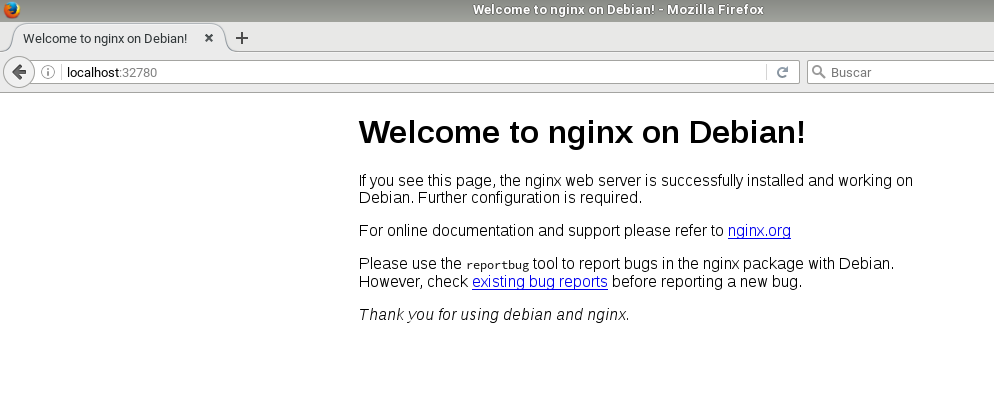 Welcome to nginx on Debian! - Mozilla Firefox
Welcome to nginx on Debian!
localhost:32780
Buscar
Welcome to nginx on Debian!
If you see this page, the nginx web server is successfully installed and working on
Debian. Further configuration is required.
For online documentation and support please refer to nginx.org
Please use the reportbug tool to report bugs in the nginx package with Debian.
However, check existing bug reports before reporting a new bug.
Thank you for using debian and nginx.